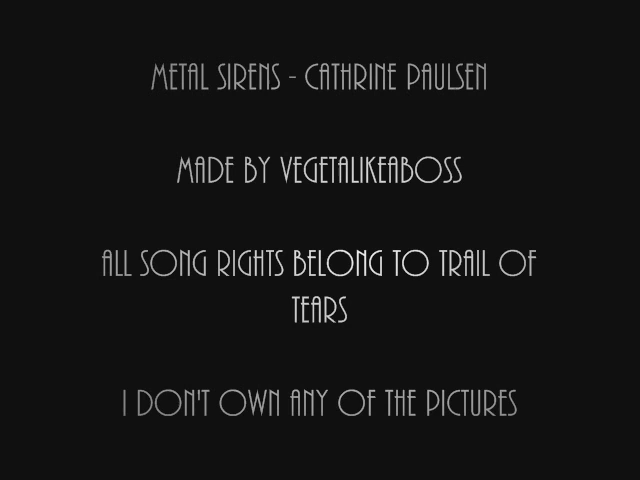 METAL SIRENS - CATHRINE PAULSEN
MADE BY VEGETALIKEABOSS
ALL SONG RIGHTS BELONG TO TRAIL OF
TEARS
I DON'T OWN ANY OF THE PICTURES